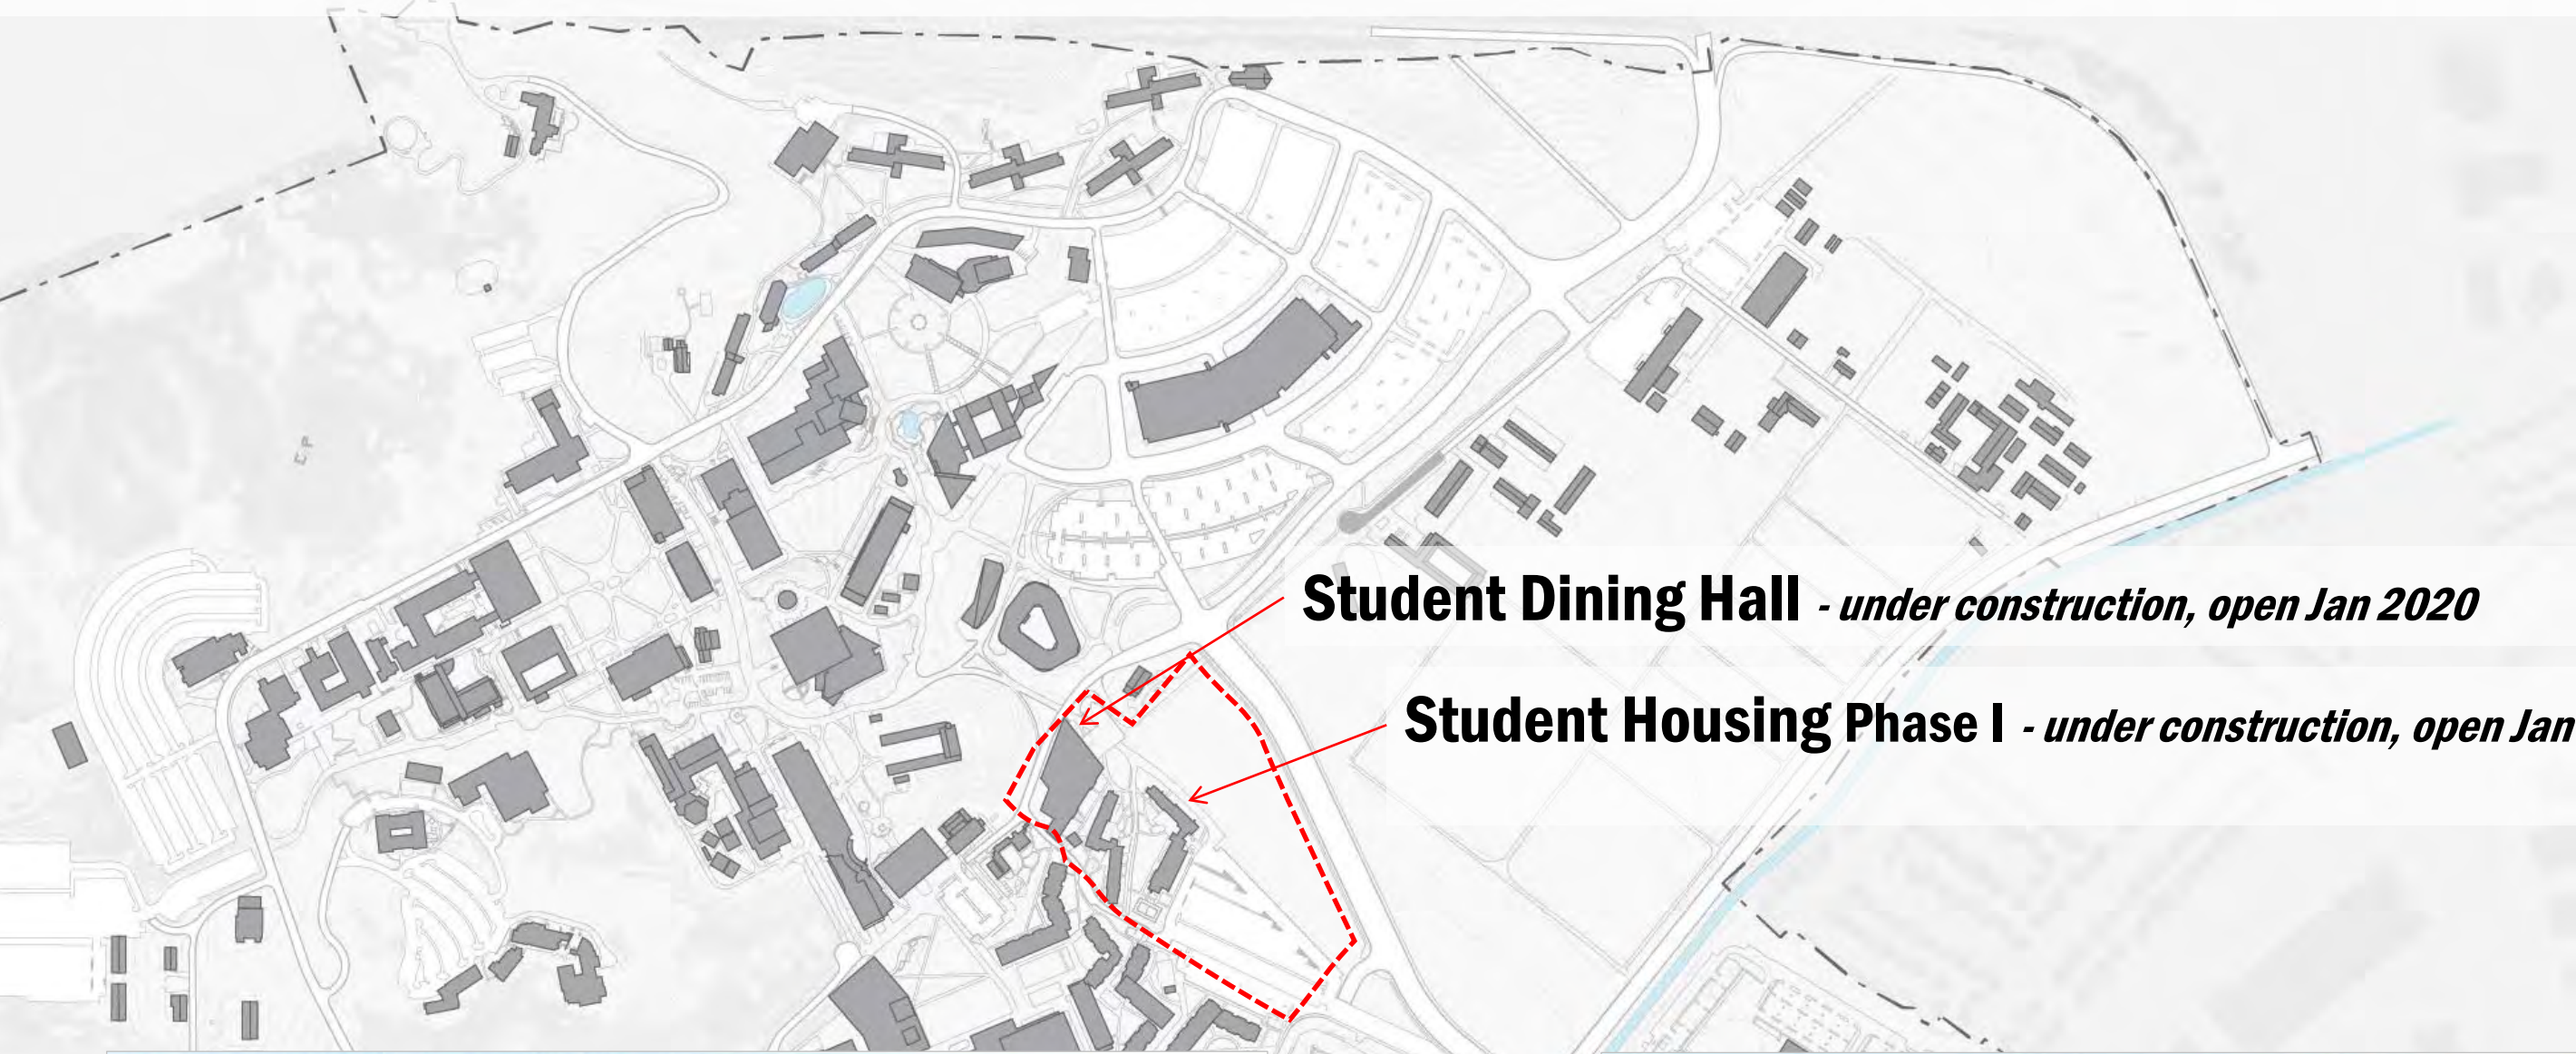 Student Dining Hall - under construction, open Jan 2020
Student Housing Phase I - under construction, open Jan